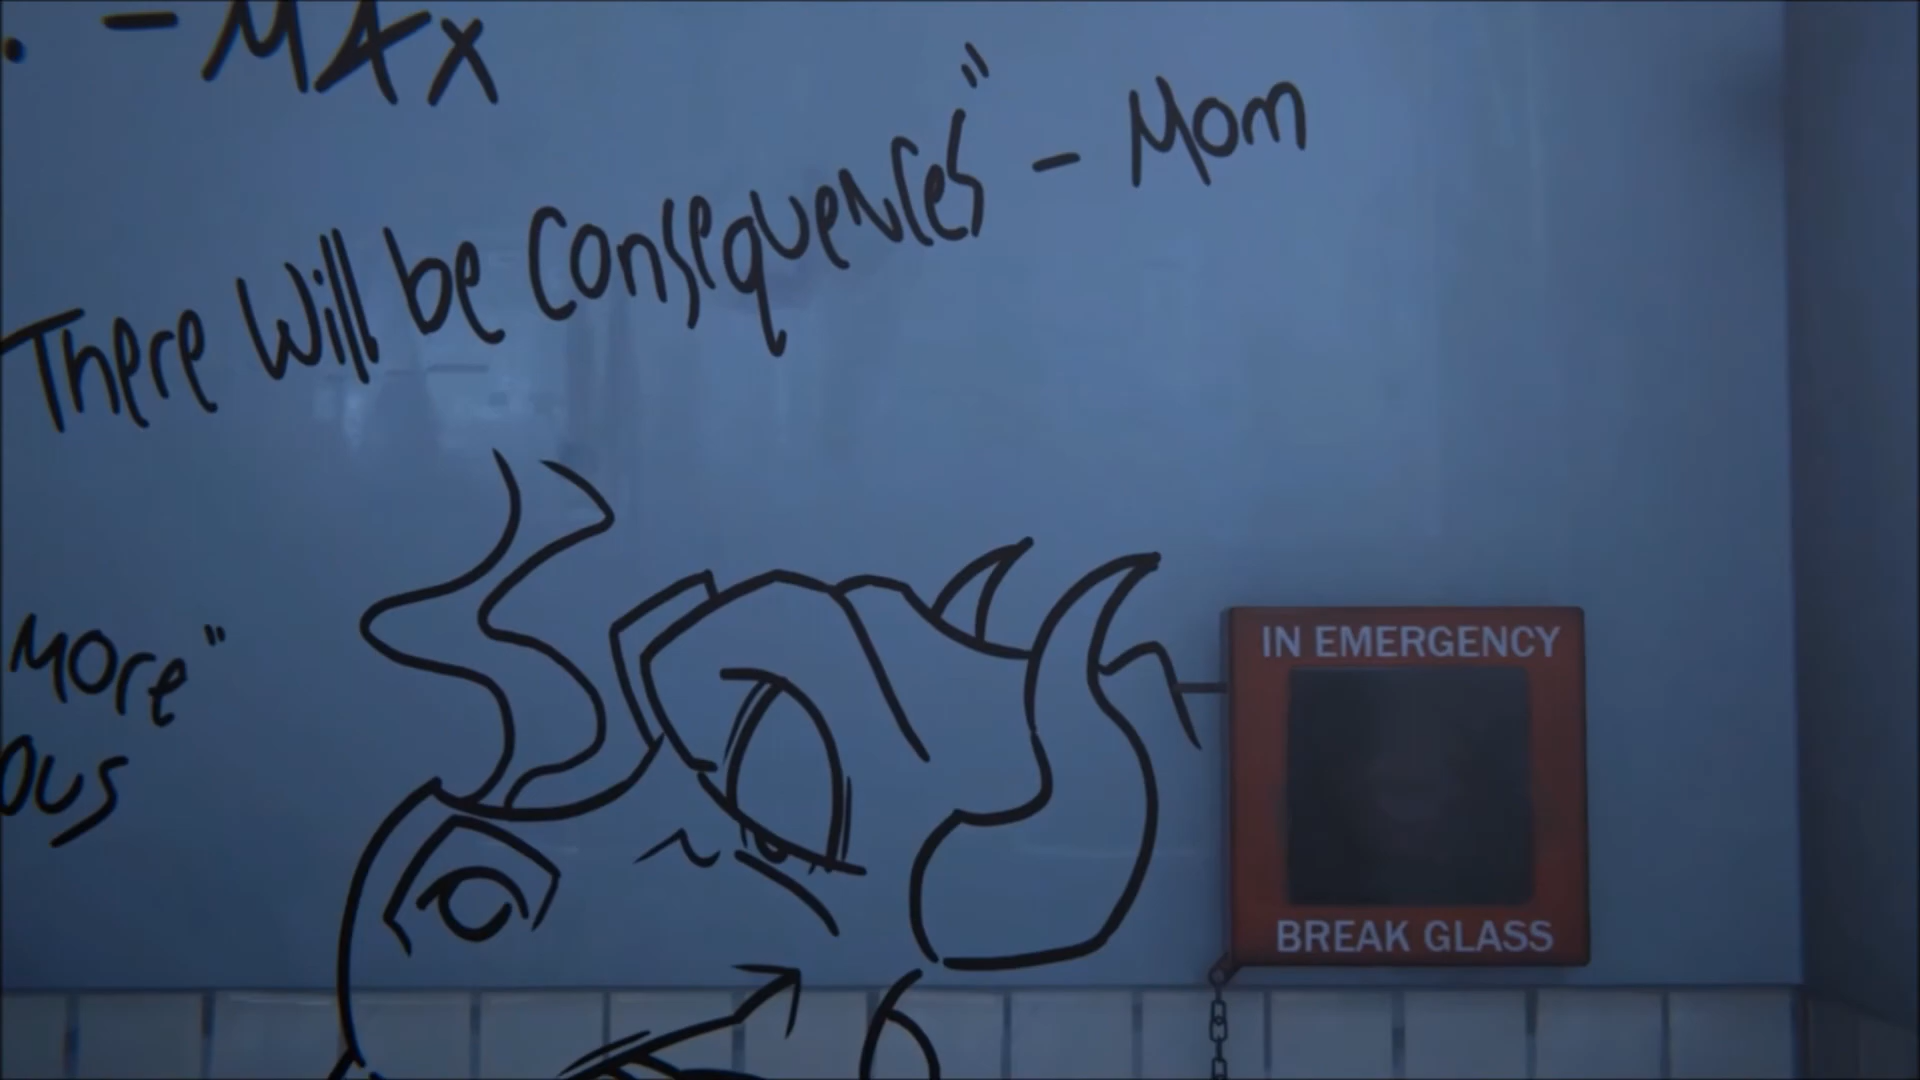 . - MAX
There Will be Consequences" - Mom
More"
ous
IN EMERGENCY
BREAK GLASS